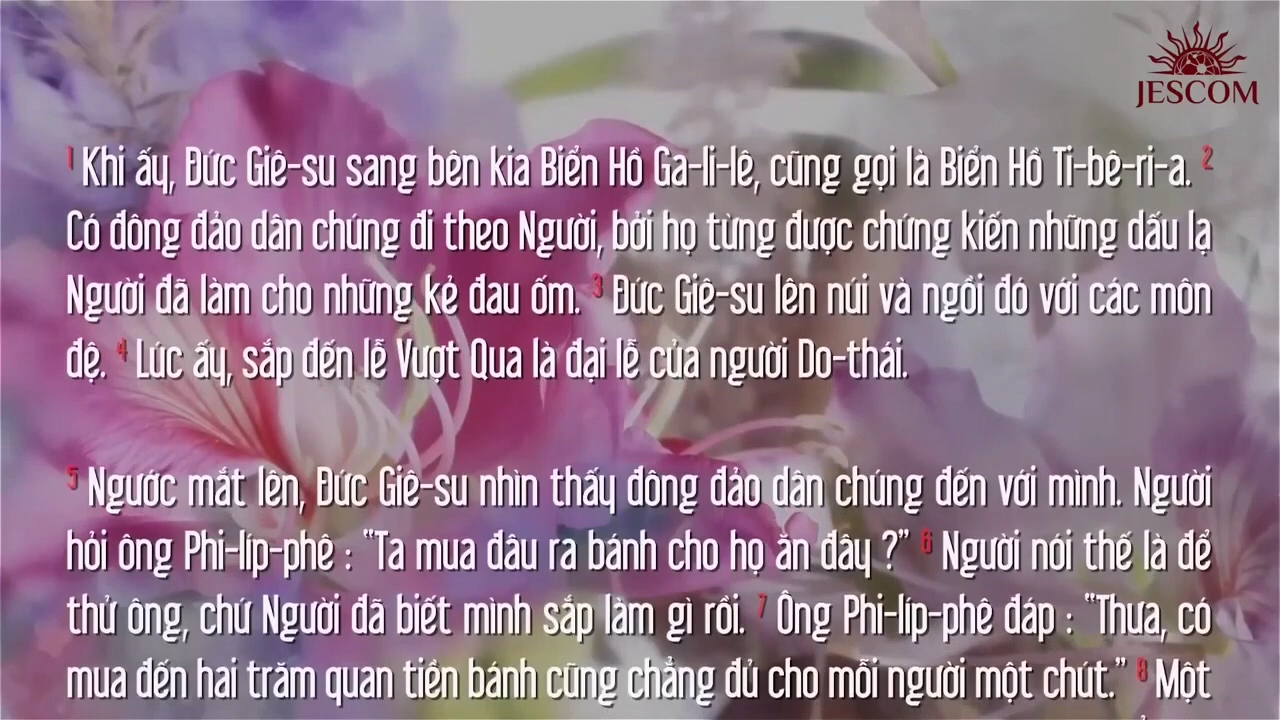 JESCOM
1 Khi ấy, Đức Giê-su sang bên kia Biển Hồ Ga-li-lê, cũng gọi là Biển Hồ Ti-bê-ri-a. 2
Có đông đảo dân chúng đi theo Người, bởi họ từng được chứng kiến những dấu lạ
Người đã làm cho những kẻ đau ốm. 3 Đức Giê-su lên núi và ngồi đó với các môn
đệ. 4 Lúc ấy, sắp đến lễ Vượt Qua là đại lễ của người Do-thái.
5 Ngước mắt lên, Đức Giê-su nhìn thấy đông đảo dân chúng đến với mình. Người
hỏi ông Phi-líp-phê : “Ta mua đâu ra bánh cho họ ăn đây ?” 6 Người nói thế là để
thử ông, chứ Người đã biết mình sắp làm gì rồi. 7 Ông Phi-líp-phê đáp : “Thưa, có
mua đến hai trăm quan tiền bánh cũng chẳng đủ cho mỗi người một chút.” 8 Một